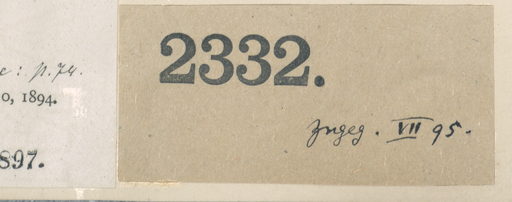 c: p. 74.
o, 1894.
897.
2332.
Zugeg. VII 95.